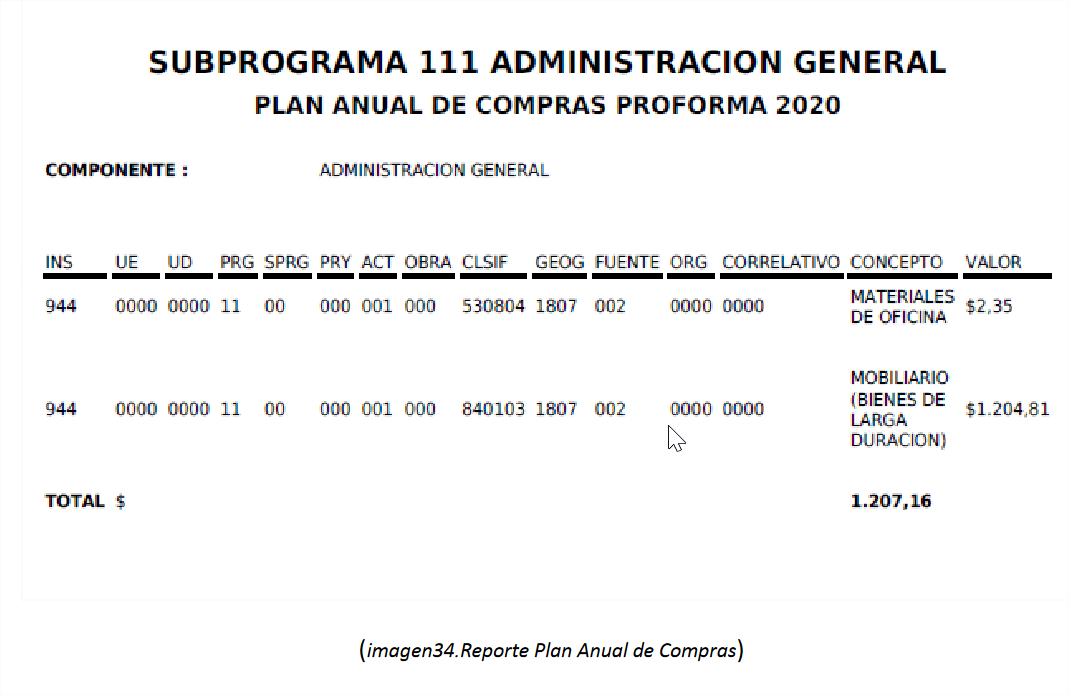 SUBPROGRAMA 111 ADMINISTRACION GENERAL
PLAN ANUAL DE COMPRAS PROFORMA 2020
COMPONENTE : ADMINISTRACION GENERAL
INS UE UD PRG SPRG PRY ACT OBRA CLSIF GEOG FUENTE ORG CORRELATIVO CONCEPTO VALOR
944 0000 0000 11 00 000 001 000 530804 1807 002 0000 0000 MATERIALES DE OFICINA $2,35
944 0000 0000 11 00 000 001 000 840103 1807 002 0000 0000 MOBILIARIO (BIENES DE LARGA DURACION) $1.204,81
TOTAL $ 1.207,16
(imagen34.Reporte Plan Anual de Compras)